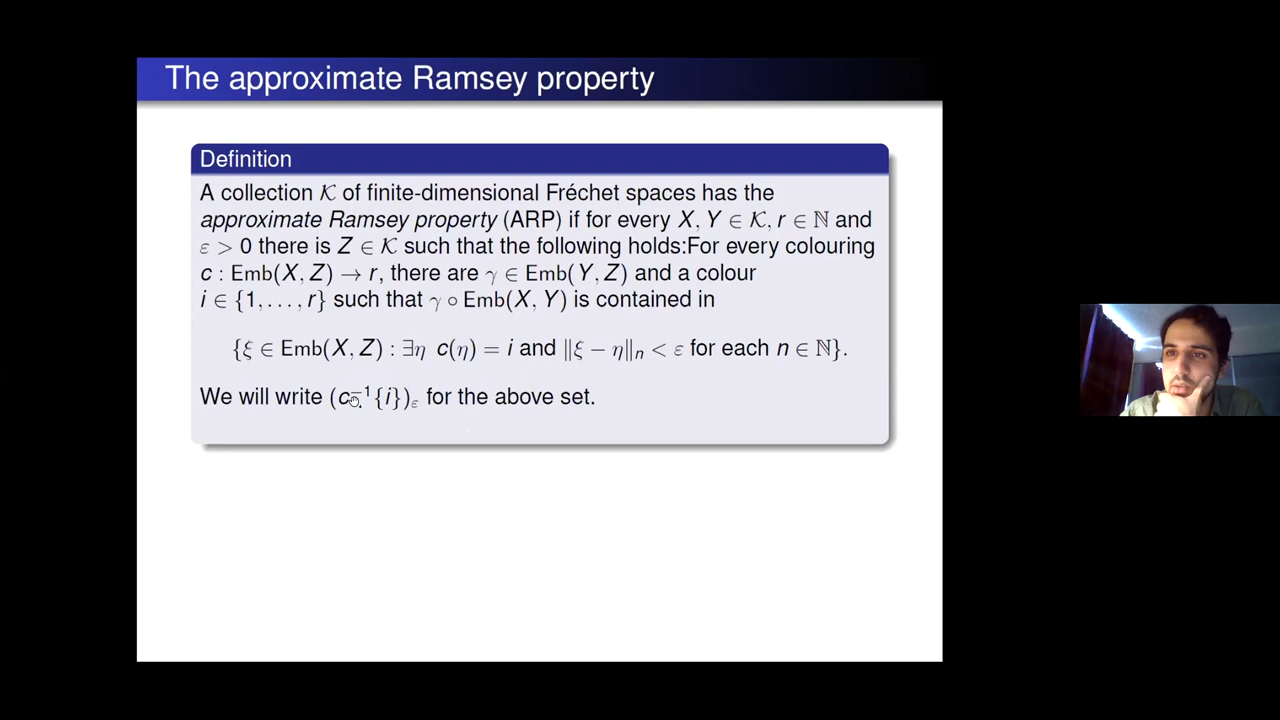 The approximate Ramsey property
Definition
A collection 𝒦 of finite-dimensional Fréchet spaces has the
approximate Ramsey property (ARP) if for every X, Y ∈ 𝒦, r ∈ ℕ and
ε > 0 there is Z ∈ 𝒦 such that the following holds:For every colouring
c : Emb(X, Z) → r, there are γ ∈ Emb(Y, Z) and a colour
i ∈ {1, . . . , r} such that γ ∘ Emb(X, Y) is contained in
{ξ ∈ Emb(X, Z) : ∃η c(η) = i and ‖ξ − η‖ₙ < ε for each n ∈ ℕ}.
We will write (c⁻¹{i})_ε for the above set.